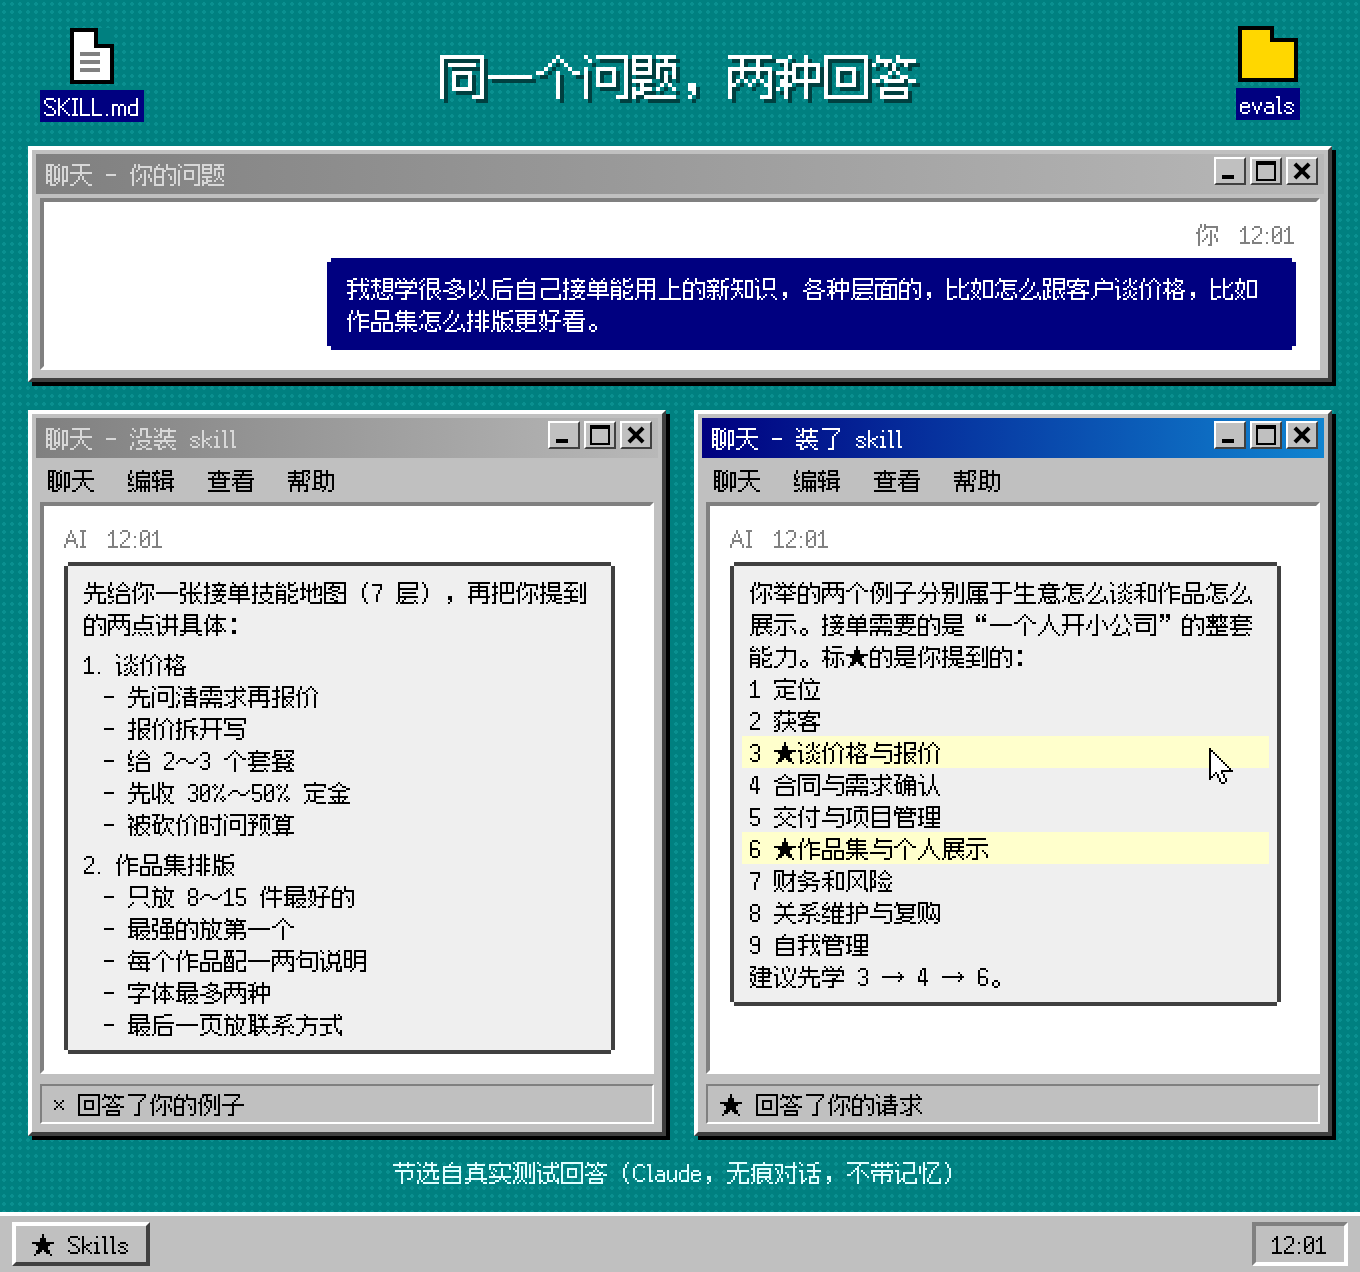 SKILL.md
同一个问题，两种回答
evals
聊天 - 你的问题
你 12:01
我想学很多以后自己接单能用上的新知识，各种层面的，比如怎么跟客户谈价格，比如
作品集怎么排版更好看。
聊天 - 没装 skill
聊天 编辑 查看 帮助
AI 12:01
先给你一张接单技能地图（7 层），再把你提到
的两点讲具体：
1. 谈价格
- 先问清需求再报价
- 报价拆开写
- 给 2～3 个套餐
- 先收 30%～50% 定金
- 被砍价时问预算
2. 作品集排版
- 只放 8～15 件最好的
- 最强的放第一个
- 每个作品配一两句说明
- 字体最多两种
- 最后一页放联系方式
× 回答了你的例子
聊天 - 装了 skill
聊天 编辑 查看 帮助
AI 12:01
你举的两个例子分别属于生意怎么谈和作品怎么
展示。接单需要的是“一个人开小公司”的整套
能力。标★的是你提到的：
1 定位
2 获客
3 ★谈价格与报价
4 合同与需求确认
5 交付与项目管理
6 ★作品集与个人展示
7 财务和风险
8 关系维护与复购
9 自我管理
建议先学 3 → 4 → 6。
★ 回答了你的请求
节选自真实测试回答（Claude，无痕对话，不带记忆）
★ Skills
12:01